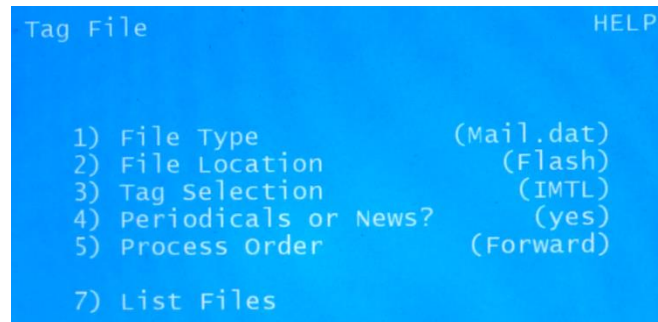 Tag File HELP
1) File Type (Mail.dat)
2) File Location (Flash)
3) Tag Selection (IMTL)
4) Periodicals or News? (yes)
5) Process Order (Forward)
7) List Files